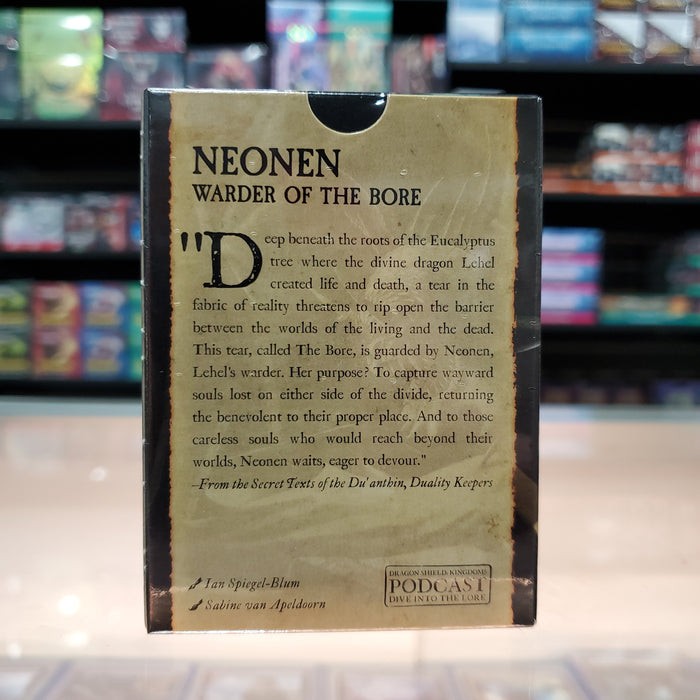 NEONEN
WARDER OF THE BORE
"Deep beneath the roots of the Eucalyptus
tree where the divine dragon Lehel
created life and death, a tear in the
fabric of reality threatens to rip open the barrier
between the worlds of the living and the dead.
This tear, called The Bore, is guarded by Neonen,
Lehel's warder. Her purpose? To capture wayward
souls lost on either side of the divide, returning
the benevolent to their proper place. And to those
careless souls who would reach beyond their
worlds, Neonen waits, eager to devour."
–From the Secret Texts of the Du'anthin, Duality Keepers
Ian Spiegel-Blum
Sabine van Apeldoorn
DRAGON SHIELD: KINGDOMS
PODCAST
DIVE INTO THE LORE